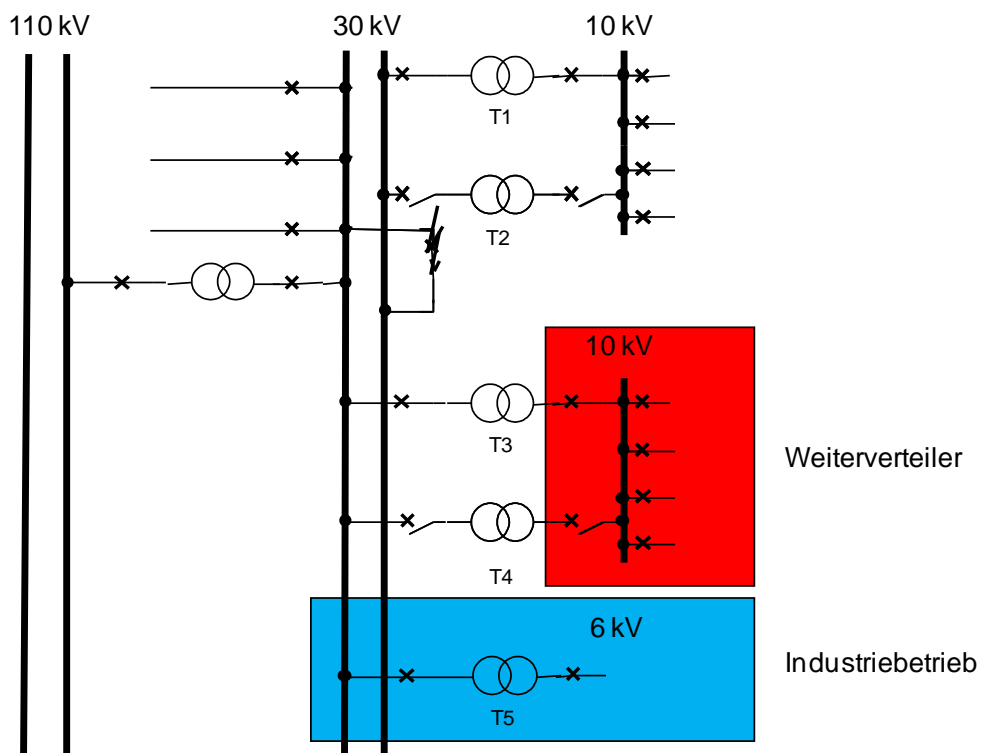 110 kV
30 kV
10 kV
T1
T2
10 kV
T3
Weiterverteiler
T4
6 kV
Industriebetrieb
T5